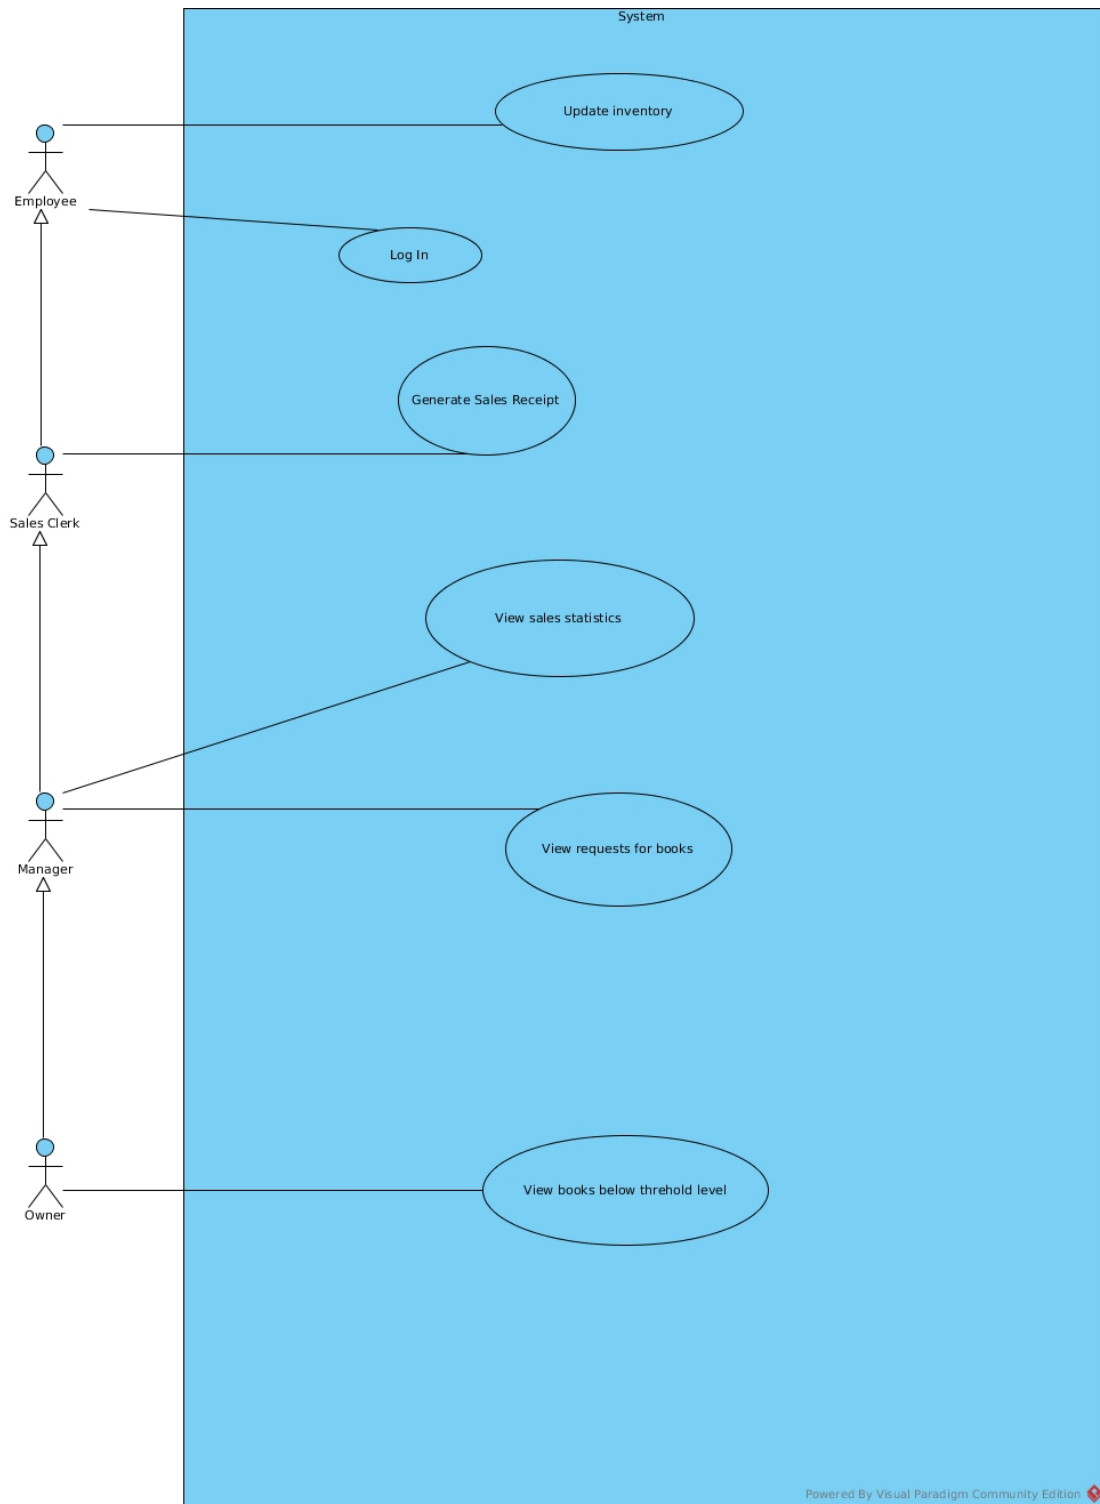 System
Update inventory
Employee
Log In
Generate Sales Receipt
Sales Clerk
View sales statistics
View requests for books
Manager
View books below threhold level
Owner
Powered By Visual Paradigm Community Edition